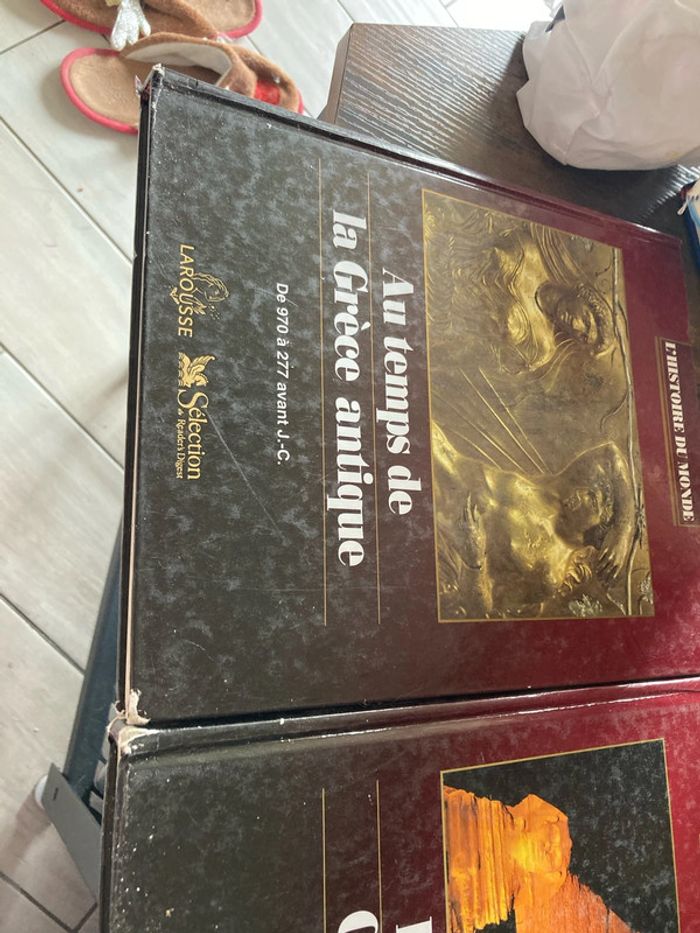 L'HISTOIRE DU MONDE
Au temps de
la Grèce antique
De 970 à 277 avant J.-C.
LAROUSSE
Sélection
du Reader's Digest